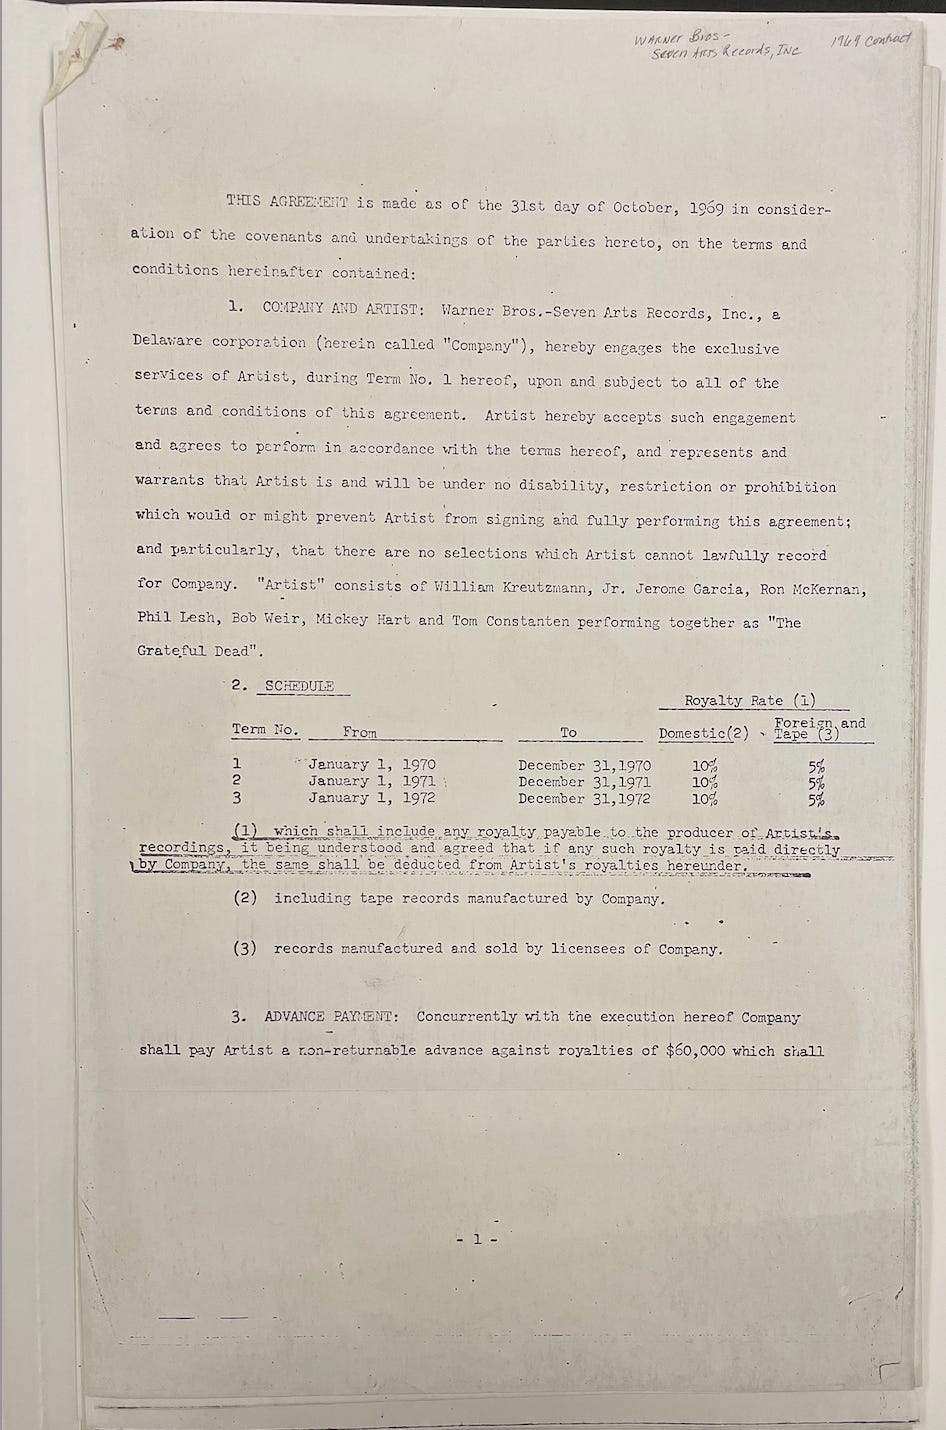 Warner Bros - 1969 Contract
Seven Arts Records, Inc
THIS AGREEMENT is made as of the 31st day of October, 1969 in consider-
ation of the covenants and undertakings of the parties hereto, on the terms and
conditions hereinafter contained:
1. COMPANY AND ARTIST: Warner Bros.-Seven Arts Records, Inc., a
Delaware corporation (herein called "Company"), hereby engages the exclusive
services of Artist, during Term No. 1 hereof, upon and subject to all of the
terms and conditions of this agreement. Artist hereby accepts such engagement
and agrees to perform in accordance with the terms hereof, and represents and
warrants that Artist is and will be under no disability, restriction or prohibition
which would or might prevent Artist from signing and fully performing this agreement;
and particularly, that there are no selections which Artist cannot lawfully record
for Company. "Artist" consists of William Kreutzmann, Jr. Jerome Garcia, Ron McKernan,
Phil Lesh, Bob Weir, Mickey Hart and Tom Constanten performing together as "The
Grateful Dead".
2. SCHEDULE
Royalty Rate (1)
Foreign and
Term No. From To Domestic(2) Tape (3)
1 January 1, 1970 December 31,1970 10% 5%
2 January 1, 1971 December 31,1971 10% 5%
3 January 1, 1972 December 31,1972 10% 5%
(1) which shall include any royalty payable to the producer of Artist's
recordings, it being understood and agreed that if any such royalty is paid directly
by Company, the same shall be deducted from Artist's royalties hereunder.
(2) including tape records manufactured by Company.
(3) records manufactured and sold by licensees of Company.
3. ADVANCE PAYMENT: Concurrently with the execution hereof Company
shall pay Artist a non-returnable advance against royalties of $60,000 which shall
- 1 -